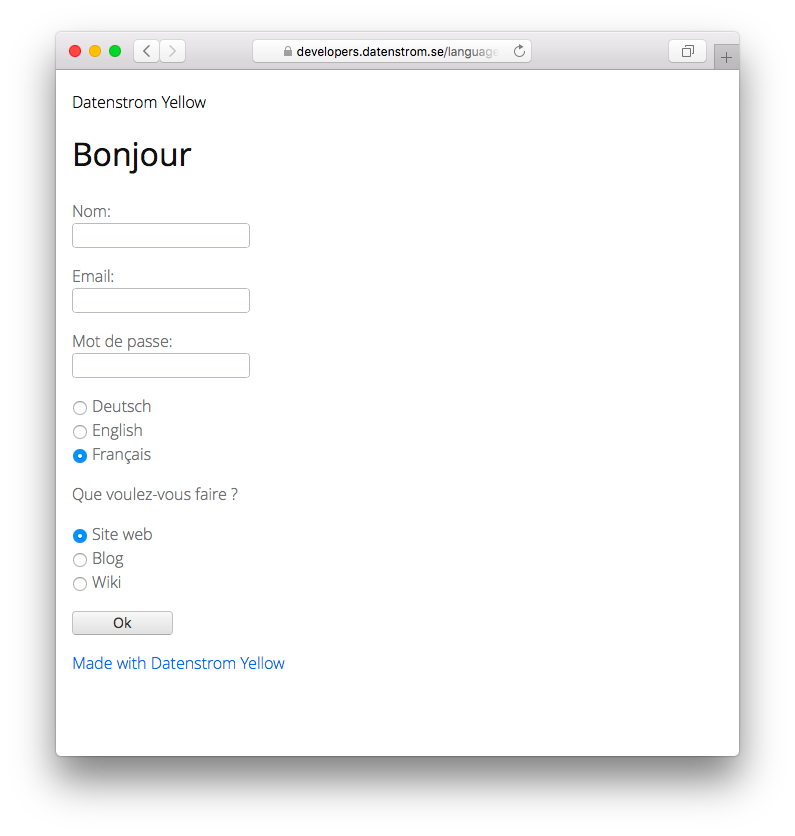 developers.datenstrom.se/language
Datenstrom Yellow
Bonjour
Nom:
Email:
Mot de passe:
Deutsch
English
Français
Que voulez-vous faire ?
Site web
Blog
Wiki
Ok
Made with Datenstrom Yellow